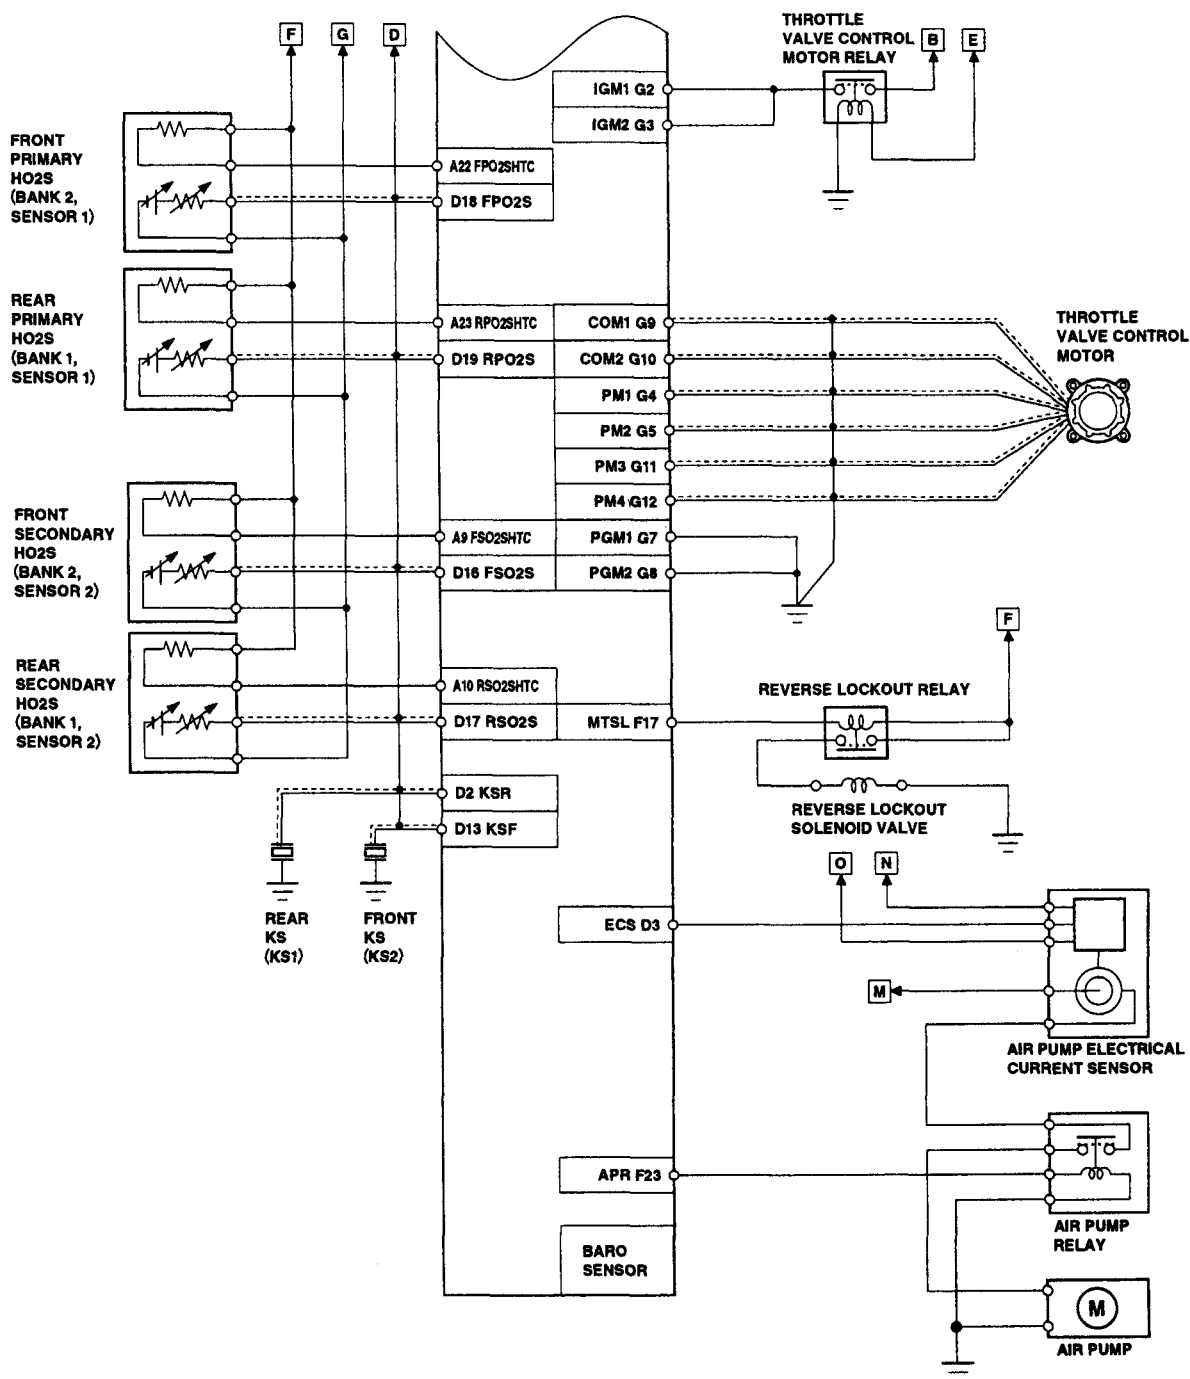 F
G
D
THROTTLE
VALVE CONTROL
MOTOR RELAY
B
E
IGM1 G2
IGM2 G3
FRONT
PRIMARY
HO2S
(BANK 2,
SENSOR 1)
A22 FPO2SHTC
D18 FPO2S
REAR
PRIMARY
HO2S
(BANK 1,
SENSOR 1)
A23 RPO2SHTC
D19 RPO2S
COM1 G9
COM2 G10
PM1 G4
PM2 G5
PM3 G11
PM4 G12
PGM1 G7
PGM2 G8
THROTTLE
VALVE CONTROL
MOTOR
FRONT
SECONDARY
HO2S
(BANK 2,
SENSOR 2)
A9 FSO2SHTC
D16 FSO2S
REAR
SECONDARY
HO2S
(BANK 1,
SENSOR 2)
A10 RSO2SHTC
D17 RSO2S
MTSL F17
F
REVERSE LOCKOUT RELAY
REVERSE LOCKOUT
SOLENOID VALVE
D2 KSR
D13 KSF
REAR
KS
(KS1)
FRONT
KS
(KS2)
O
N
ECS D3
M
AIR PUMP ELECTRICAL
CURRENT SENSOR
APR F23
AIR PUMP
RELAY
BARO
SENSOR
M
AIR PUMP